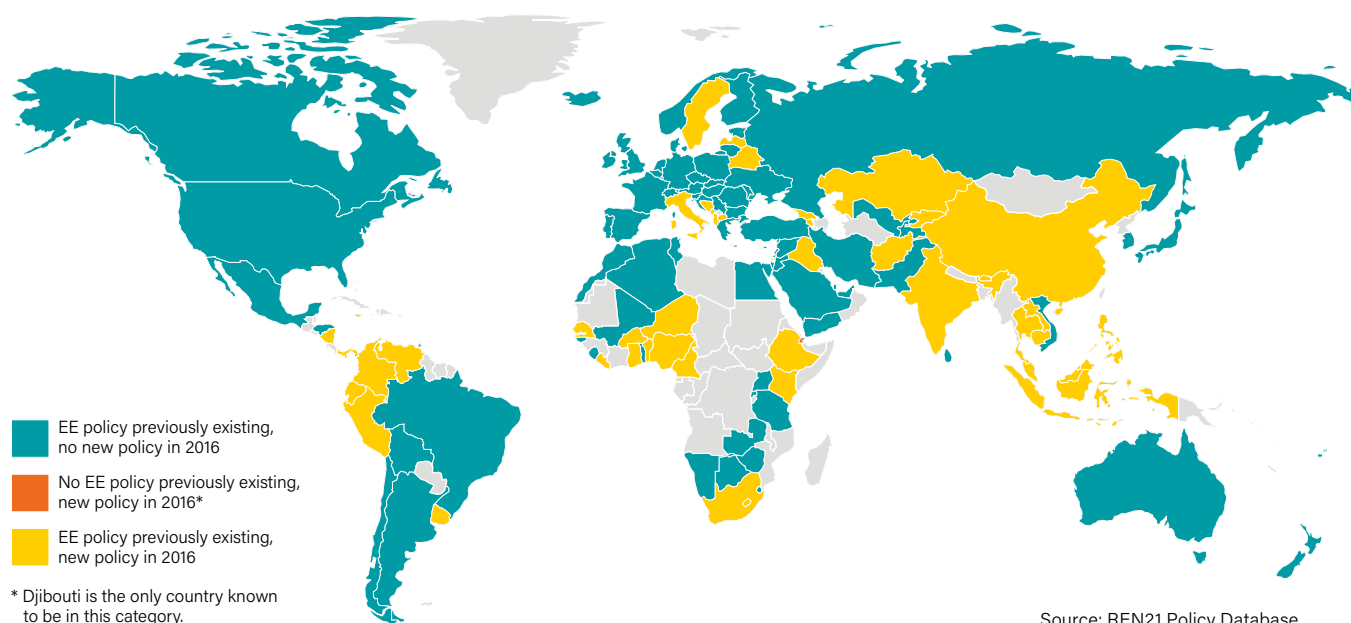 EE policy previously existing,
no new policy in 2016
No EE policy previously existing,
new policy in 2016*
EE policy previously existing,
new policy in 2016
* Djibouti is the only country known
to be in this category.
Source: REN21 Policy Database